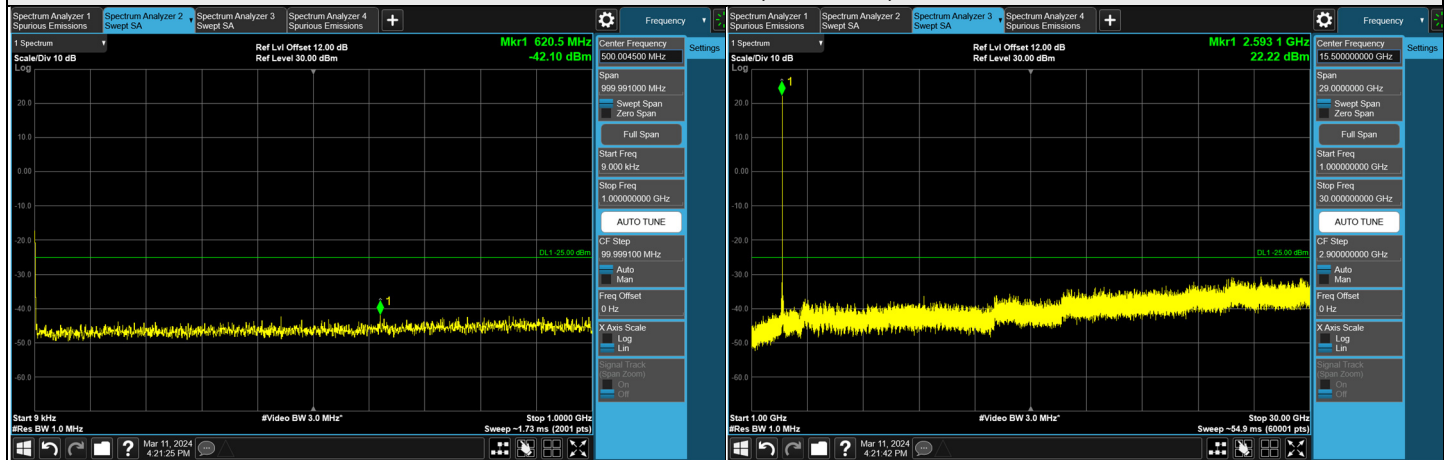 Spectrum Analyzer 1
Spurious Emissions
Spectrum Analyzer 2
Swept SA
Spectrum Analyzer 3
Swept SA
Spectrum Analyzer 4
Spurious Emissions
+
Frequency
1 Spectrum
Scale/Div 10 dB
Log
Ref Lvl Offset 12.00 dB
Ref Level 30.00 dBm
Mkr1 620.5 MHz
-42.10 dBm
1
20.0
10.0
0.00
-10.0
-20.0
-30.0
-40.0
-50.0
-60.0
DL1 -25.00 dBm
Start 9 kHz
#Res BW 1.0 MHz
#Video BW 3.0 MHz*
Stop 1.0000 GHz
Sweep ~1.73 ms (2001 pts)
Center Frequency
500.004500 MHz
Settings
Span
999.991000 MHz
Swept Span
Zero Span
Full Span
Start Freq
9.000 kHz
Stop Freq
1.000000000 GHz
AUTO TUNE
CF Step
99.999100 MHz
Auto
Man
Freq Offset
0 Hz
X Axis Scale
Log
Lin
Signal Track
(Span Zoom)
On
Off
?
Mar 11, 2024
4:21:25 PM
Spectrum Analyzer 1
Spurious Emissions
Spectrum Analyzer 2
Swept SA
Spectrum Analyzer 3
Swept SA
Spectrum Analyzer 4
Spurious Emissions
+
Frequency
1 Spectrum
Scale/Div 10 dB
Log
Ref Lvl Offset 12.00 dB
Ref Level 30.00 dBm
Mkr1 2.593 1 GHz
22.22 dBm
1
20.0
10.0
0.00
-10.0
-20.0
-30.0
-40.0
-50.0
-60.0
DL1 -25.00 dBm
Start 1.00 GHz
#Res BW 1.0 MHz
#Video BW 3.0 MHz*
Stop 30.00 GHz
Sweep ~54.9 ms (60001 pts)
Center Frequency
15.500000000 GHz
Settings
Span
29.0000000 GHz
Swept Span
Zero Span
Full Span
Start Freq
1.000000000 GHz
Stop Freq
30.000000000 GHz
AUTO TUNE
CF Step
2.900000000 GHz
Auto
Man
Freq Offset
0 Hz
X Axis Scale
Log
Lin
Signal Track
(Span Zoom)
On
Off
?
Mar 11, 2024
4:21:42 PM